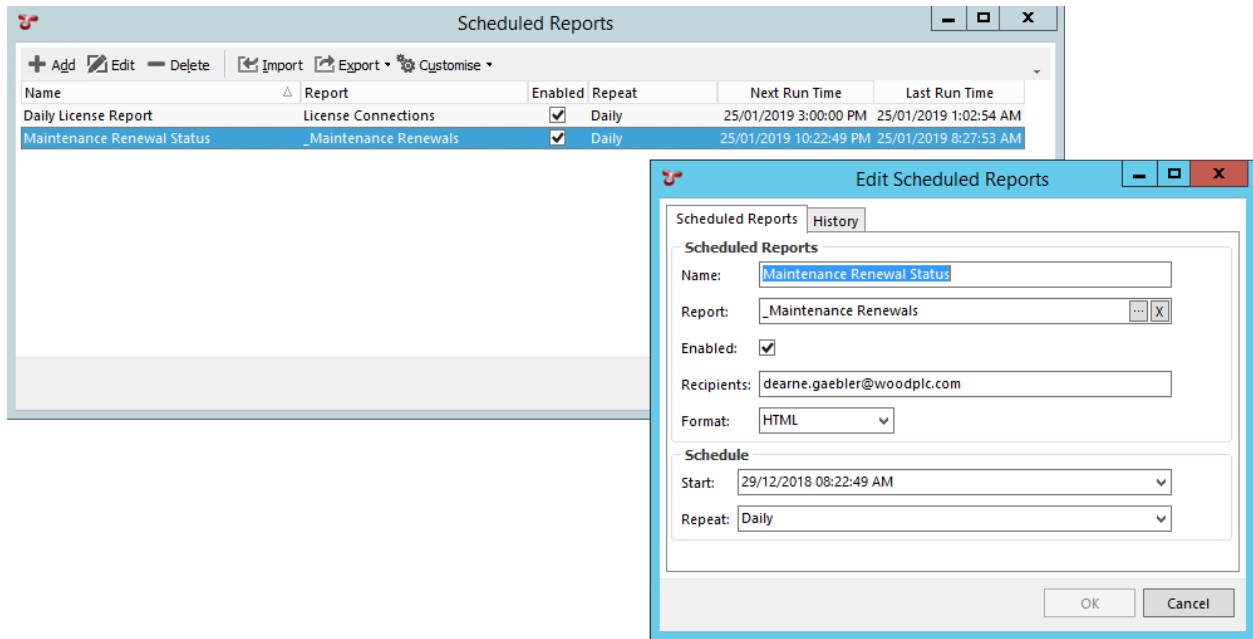 Scheduled Reports
Add Edit Delete Import Export Customise
Name Report Enabled Repeat Next Run Time Last Run Time
Daily License Report License Connections Daily 25/01/2019 3:00:00 PM 25/01/2019 1:02:54 AM
Maintenance Renewal Status _Maintenance Renewals Daily 25/01/2019 10:22:49 PM 25/01/2019 8:27:53 AM
Edit Scheduled Reports
Scheduled Reports History
Scheduled Reports
Name: Maintenance Renewal Status
Report: _Maintenance Renewals ... X
Enabled:
Recipients: dearne.gaebler@woodplc.com
Format: HTML
Schedule
Start: 29/12/2018 08:22:49 AM
Repeat: Daily
OK Cancel